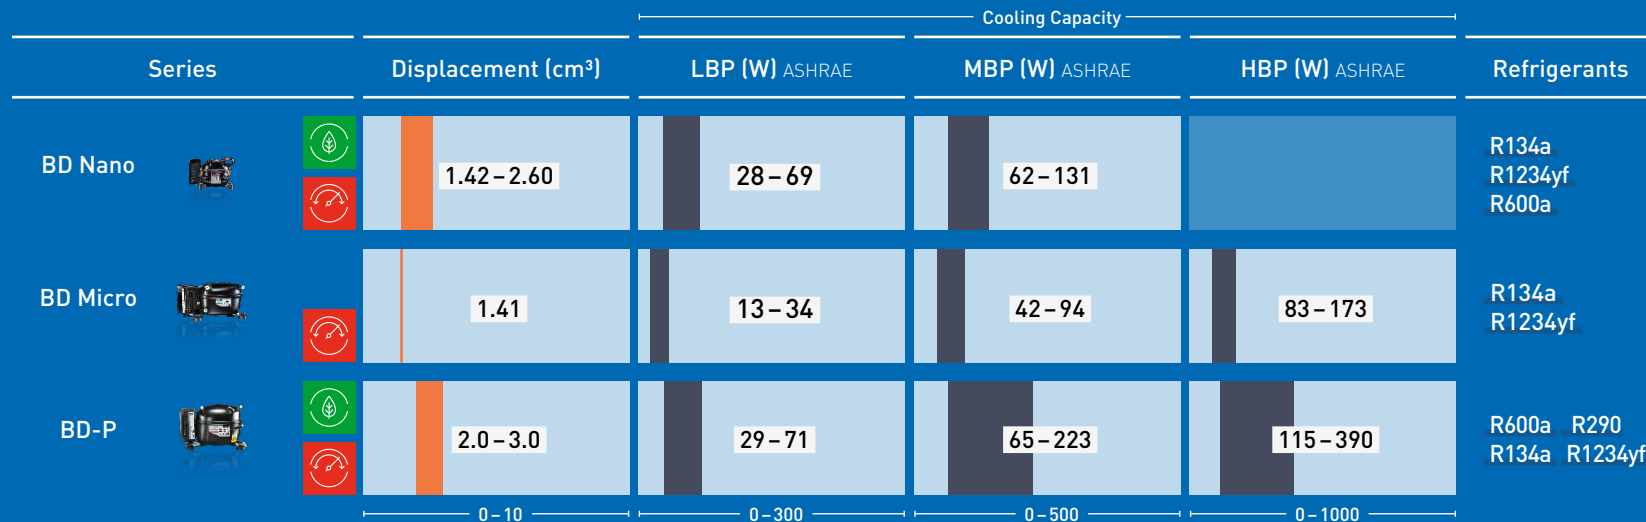 Cooling Capacity
Series Displacement (cm³) LBP (W) ASHRAE MBP (W) ASHRAE HBP (W) ASHRAE Refrigerants
BD Nano 1.42–2.60 28–69 62–131
R134a
R1234yf
R600a
BD Micro 1.41 13–34 42–94 83–173
R134a
R1234yf
BD-P 2.0–3.0 29–71 65–223 115–390
R600a R290
R134a R1234yf
0–10 0–300 0–500 0–1000